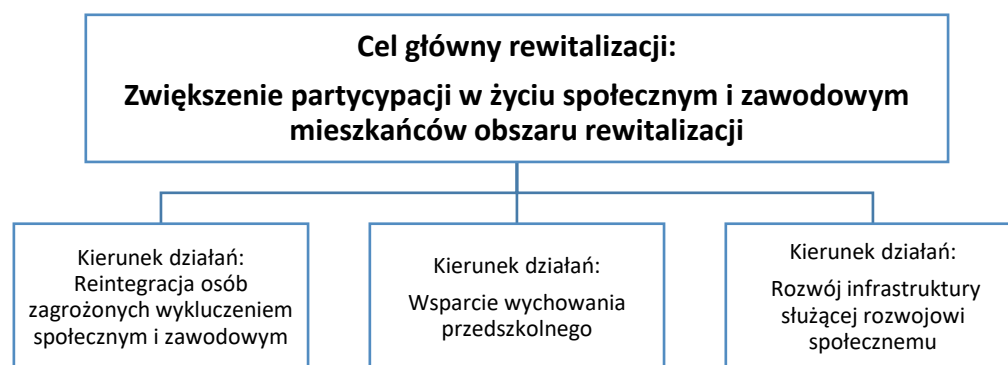 Cel główny rewitalizacji:
Zwiększenie partycypacji w życiu społecznym i zawodowym
mieszkańców obszaru rewitalizacji
Kierunek działań:
Reintegracja osób
zagrożonych wykluczeniem
społecznym i zawodowym
Kierunek działań:
Wsparcie wychowania
przedszkolnego
Kierunek działań:
Rozwój infrastruktury
służącej rozwojowi
społecznemu